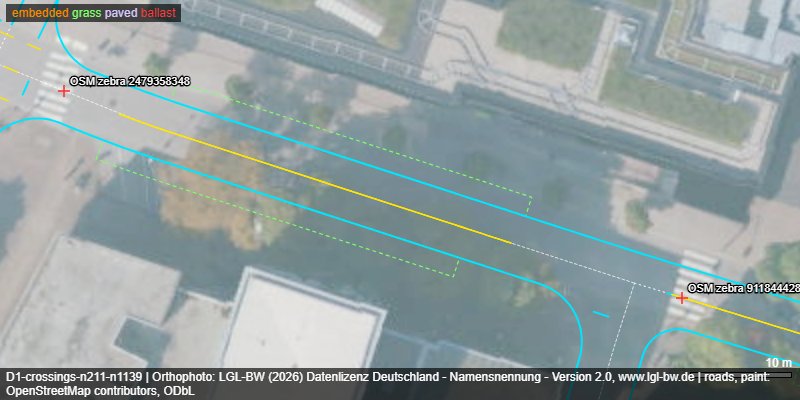 embedded grass paved ballast
OSM zebra 2479358348
OSM zebra 911844428
10 m
D1-crossings-n211-n1139 | Orthophoto: LGL-BW (2026) Datenlizenz Deutschland - Namensnennung - Version 2.0, www.lgl-bw.de | roads, paint:
OpenStreetMap contributors, ODbL